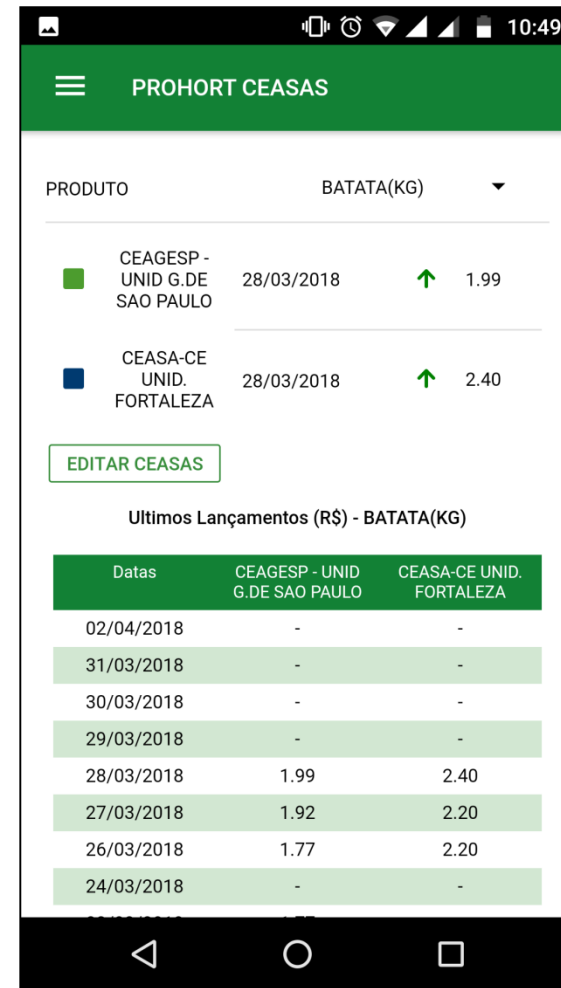 10:49
PROHORT CEASAS
PRODUTO BATATA(KG)
CEAGESP -
UNID G.DE
SAO PAULO
28/03/2018 1.99
CEASA-CE
UNID.
FORTALEZA
28/03/2018 2.40
EDITAR CEASAS
Ultimos Lançamentos (R$) - BATATA(KG)
Datas CEAGESP - UNID G.DE SAO PAULO CEASA-CE UNID. FORTALEZA
02/04/2018 - -
31/03/2018 - -
30/03/2018 - -
29/03/2018 - -
28/03/2018 1.99 2.40
27/03/2018 1.92 2.20
26/03/2018 1.77 2.20
24/03/2018 - -